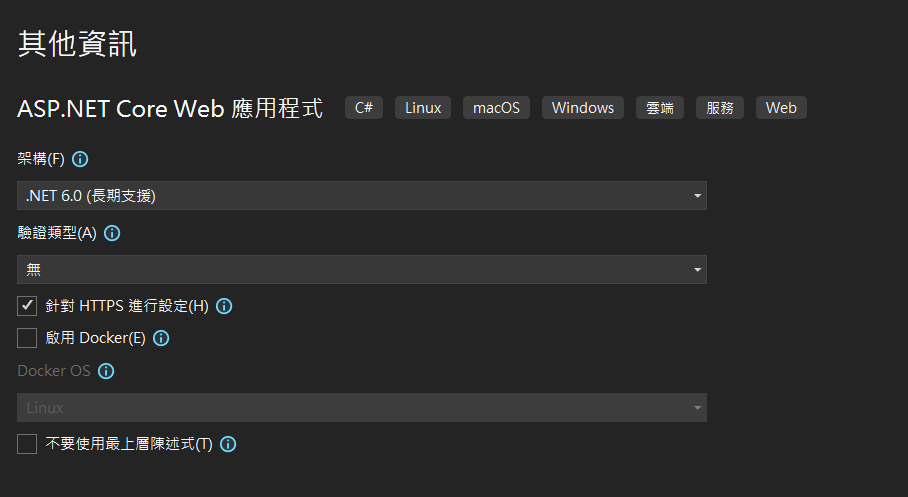 其他資訊
ASP.NET Core Web 應用程式 C# Linux macOS Windows 雲端 服務 Web
架構(F)
.NET 6.0 (長期支援)
驗證類型(A)
無
針對 HTTPS 進行設定(H)
啟用 Docker(E)
Docker OS
Linux
不要使用最上層陳述式(T)